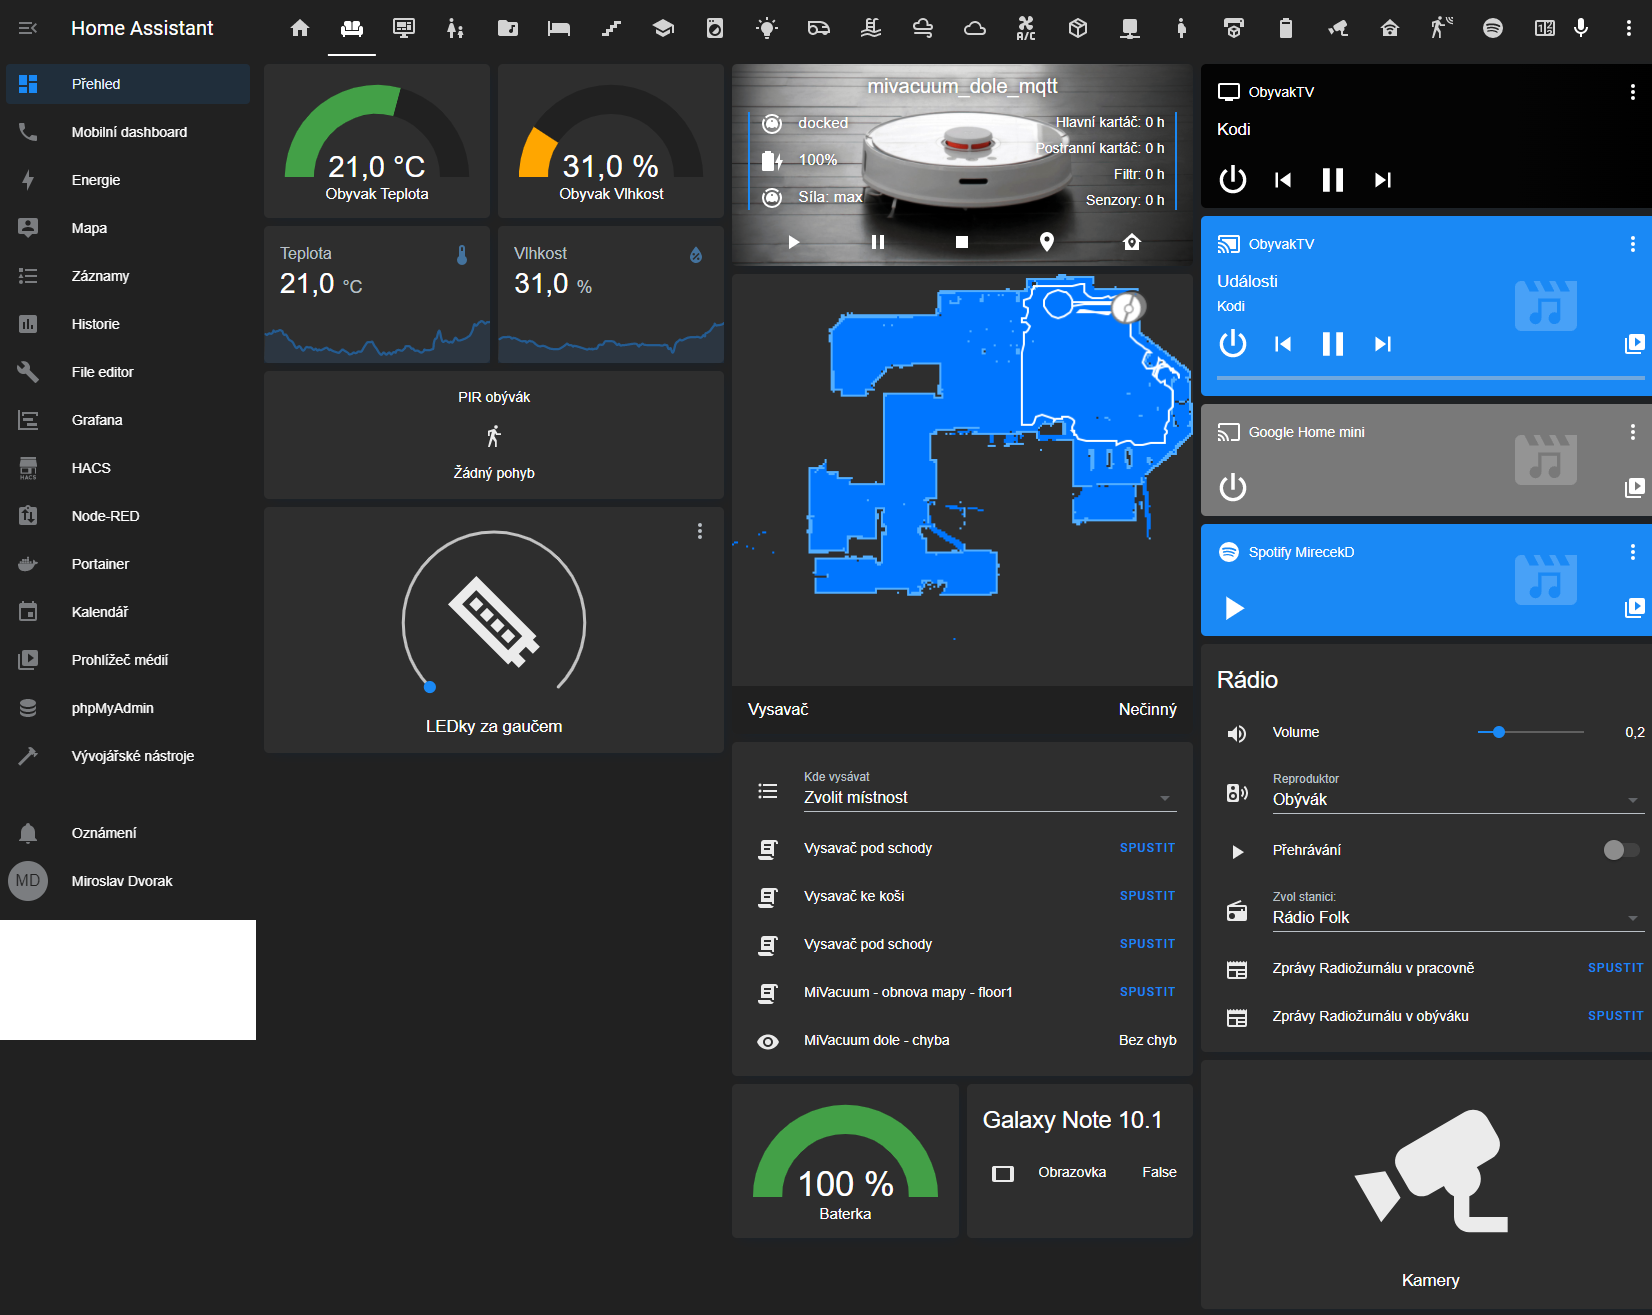 Home Assistant
A/C
Přehled
Mobilní dashboard
Energie
Mapa
Záznamy
Historie
File editor
Grafana
HACS
HACS
Node-RED
Portainer
Kalendář
Prohlížeč médií
phpMyAdmin
Vývojářské nástroje
Oznámení
MD
Miroslav Dvorak
21,0 °C
Obyvak Teplota
31,0 %
Obyvak Vlhkost
Teplota
21,0 °C
Vlhkost
31,0 %
PIR obývák
Žádný pohyb
LEDky za gaučem
mivacuum_dole_mqtt
docked
100%
Síla: max
Hlavní kartáč: 0 h
Postranní kartáč: 0 h
Filtr: 0 h
Senzory: 0 h
Vysavač
Nečinný
Kde vysávat
Zvolit místnost
Vysavač pod schody
SPUSTIT
Vysavač ke koši
SPUSTIT
Vysavač pod schody
SPUSTIT
MiVacuum - obnova mapy - floor1
SPUSTIT
MiVacuum dole - chyba
Bez chyb
100 %
Baterka
Galaxy Note 10.1
Obrazovka
False
ObyvakTV
Kodi
ObyvakTV
Události
Kodi
Google Home mini
Spotify MirecekD
Rádio
Volume
0,2
Reproduktor
Obývák
Přehrávání
Zvol stanici:
Rádio Folk
Zprávy Radiožurnálu v pracovně
SPUSTIT
Zprávy Radiožurnálu v obýváku
SPUSTIT
Kamery